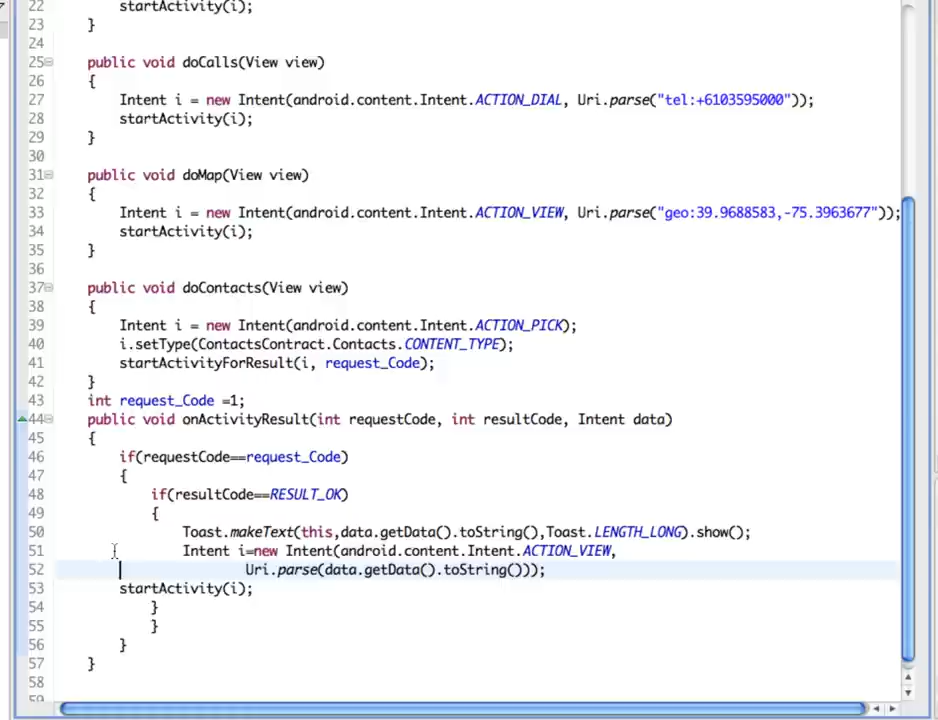 22 startActivity(i);
23 }
24
25 public void doCalls(View view)
26 {
27 Intent i = new Intent(android.content.Intent.ACTION_DIAL, Uri.parse("tel:+6103595000"));
28 startActivity(i);
29 }
30
31 public void doMap(View view)
32 {
33 Intent i = new Intent(android.content.Intent.ACTION_VIEW, Uri.parse("geo:39.9688583,-75.3963677"));
34 startActivity(i);
35 }
36
37 public void doContacts(View view)
38 {
39 Intent i = new Intent(android.content.Intent.ACTION_PICK);
40 i.setType(ContactsContract.Contacts.CONTENT_TYPE);
41 startActivityForResult(i, request_Code);
42 }
43 int request_Code =1;
44 public void onActivityResult(int requestCode, int resultCode, Intent data)
45 {
46 if(requestCode==request_Code)
47 {
48 if(resultCode==RESULT_OK)
49 {
50 Toast.makeText(this,data.getData().toString(),Toast.LENGTH_LONG).show();
51 Intent i=new Intent(android.content.Intent.ACTION_VIEW,
52 Uri.parse(data.getData().toString()));
53 startActivity(i);
54 }
55 }
56 }
57 }
58
59